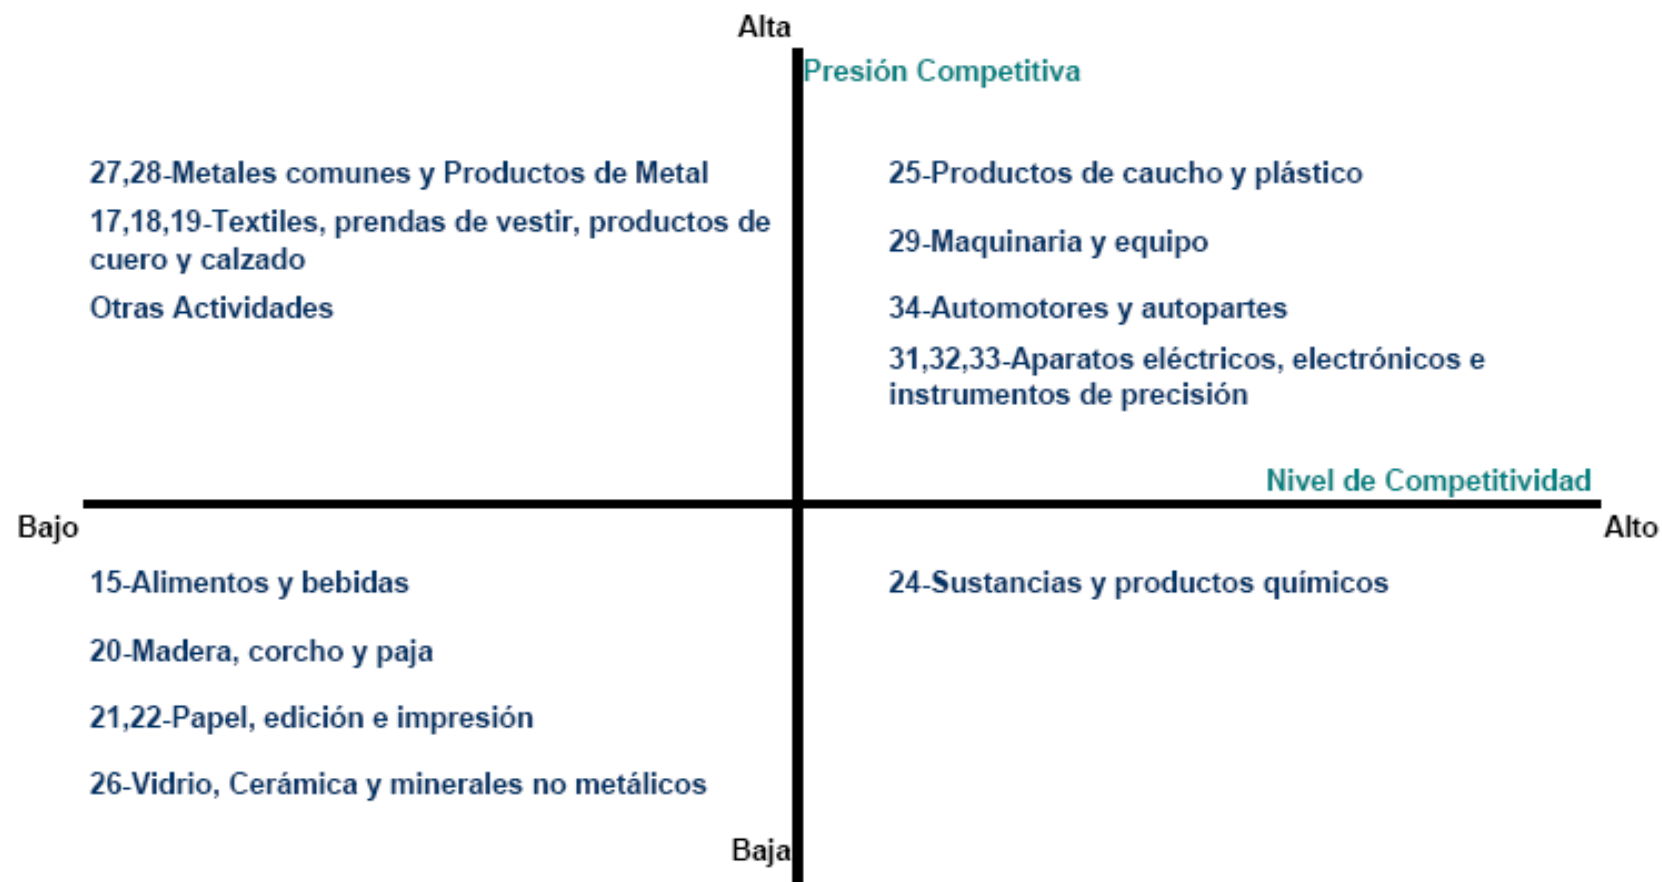 Alta
Presión Competitiva
27,28-Metales comunes y Productos de Metal
17,18,19-Textiles, prendas de vestir, productos de
cuero y calzado
Otras Actividades
25-Productos de caucho y plástico
29-Maquinaria y equipo
34-Automotores y autopartes
31,32,33-Aparatos eléctricos, electrónicos e
instrumentos de precisión
Nivel de Competitividad
Bajo
Alto
15-Alimentos y bebidas
20-Madera, corcho y paja
21,22-Papel, edición e impresión
26-Vidrio, Cerámica y minerales no metálicos
24-Sustancias y productos químicos
Baja